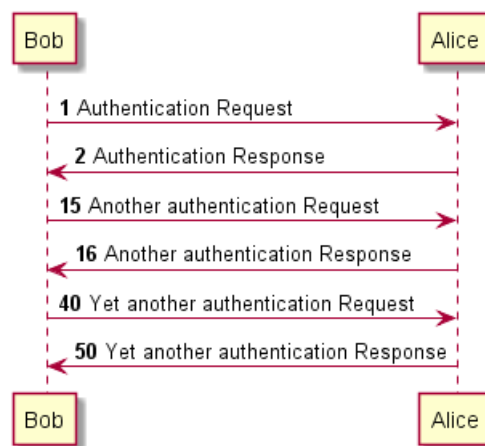 Bob Alice
1 Authentication Request
2 Authentication Response
15 Another authentication Request
16 Another authentication Response
40 Yet another authentication Request
50 Yet another authentication Response
Bob Alice